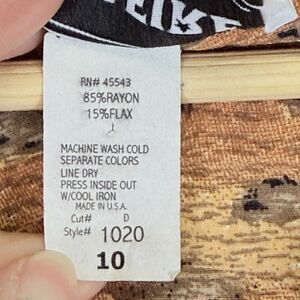 RN# 45543
85%RAYON
15%FLAX
MACHINE WASH COLD
SEPARATE COLORS
LINE DRY
PRESS INSIDE OUT
W/COOL IRON
MADE IN U.S.A.
Cut# D
Style# 1020
10